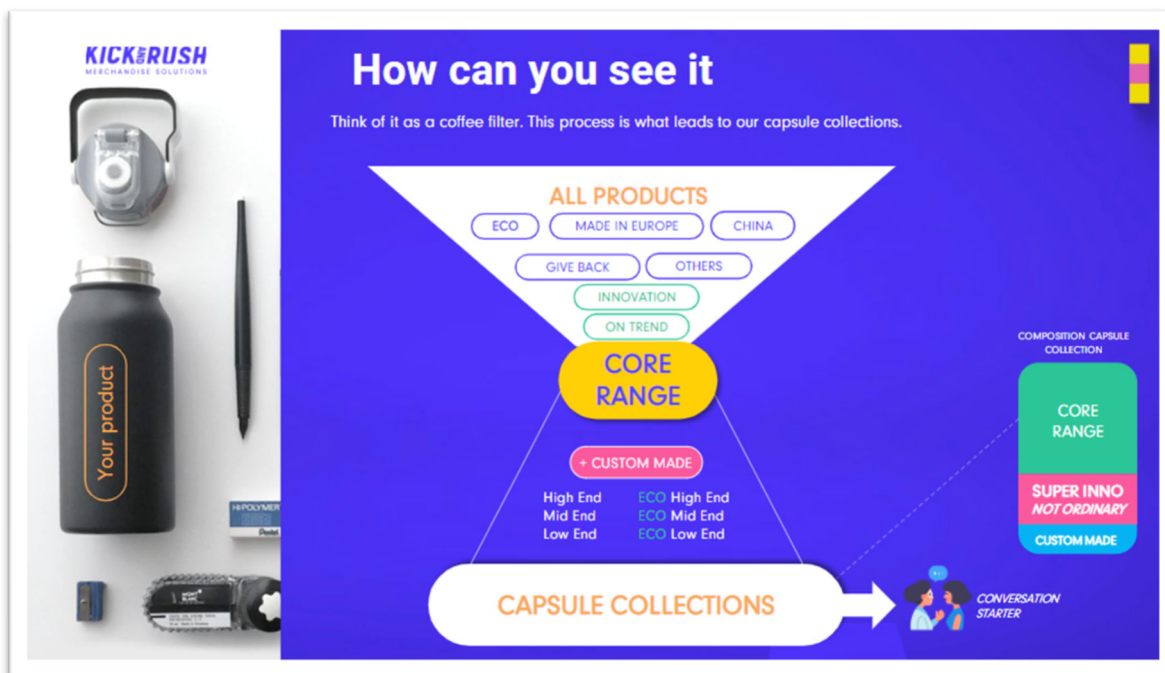 KICK AND RUSH
MERCHANDISE SOLUTIONS
How can you see it
Think of it as a coffee filter. This process is what leads to our capsule collections.
ALL PRODUCTS
ECO
MADE IN EUROPE
CHINA
GIVE BACK
OTHERS
INNOVATION
ON TREND
CORE
RANGE
+ CUSTOM MADE
High End
Mid End
Low End
ECO High End
ECO Mid End
ECO Low End
CAPSULE COLLECTIONS
CONVERSATION
STARTER
COMPOSITION CAPSULE
COLLECTION
CORE
RANGE
SUPER INNO
NOT ORDINARY
CUSTOM MADE
Your product
HI-POLYMER
Pentel
MONT
BLANC